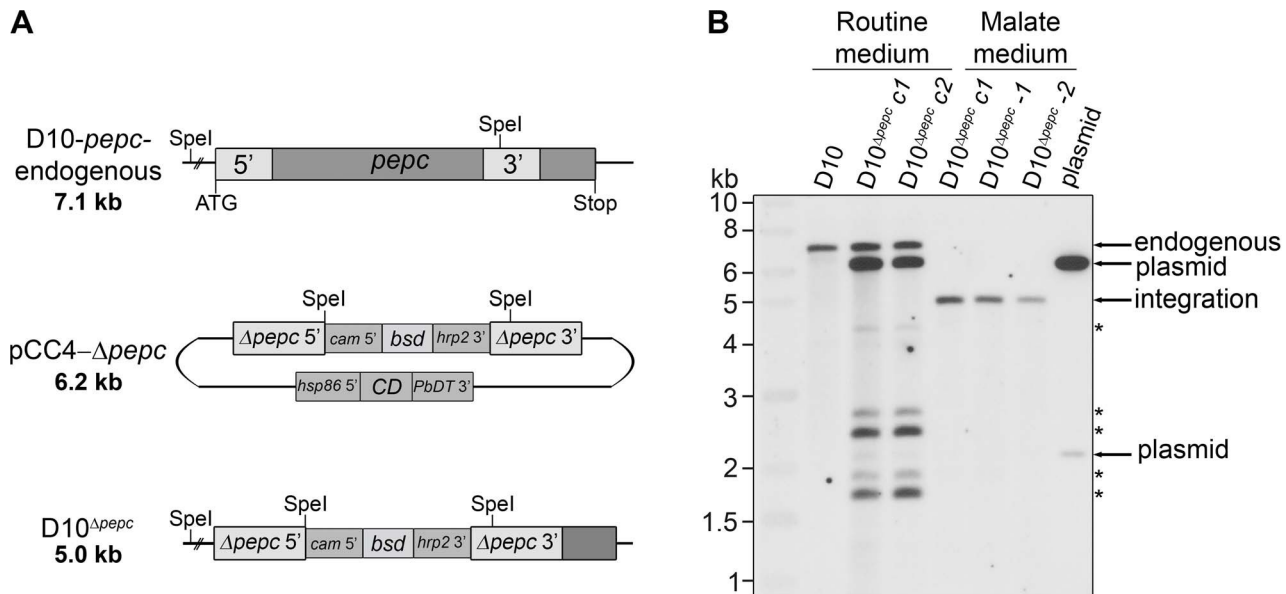 A
D10-pepc-
endogenous
7.1 kb
SpeI
SpeI
5’
pepc
3’
ATG
Stop
pCC4–Δpepc
6.2 kb
SpeI
SpeI
Δpepc 5’
cam 5’
bsd
hrp2 3’
Δpepc 3’
hsp86 5’
CD
PbDT 3’
D10Δpepc
5.0 kb
SpeI
SpeI
SpeI
Δpepc 5’
cam 5’
bsd
hrp2 3’
Δpepc 3’
B
Routine
medium
Malate
medium
D10
D10Δpepc c1
D10Δpepc c2
D10Δpepc c1
D10Δpepc -1
D10Δpepc -2
plasmid
kb
10
8
6
5
4
3
2
1.5
1
endogenous
plasmid
integration
*
*
*
plasmid
*
*